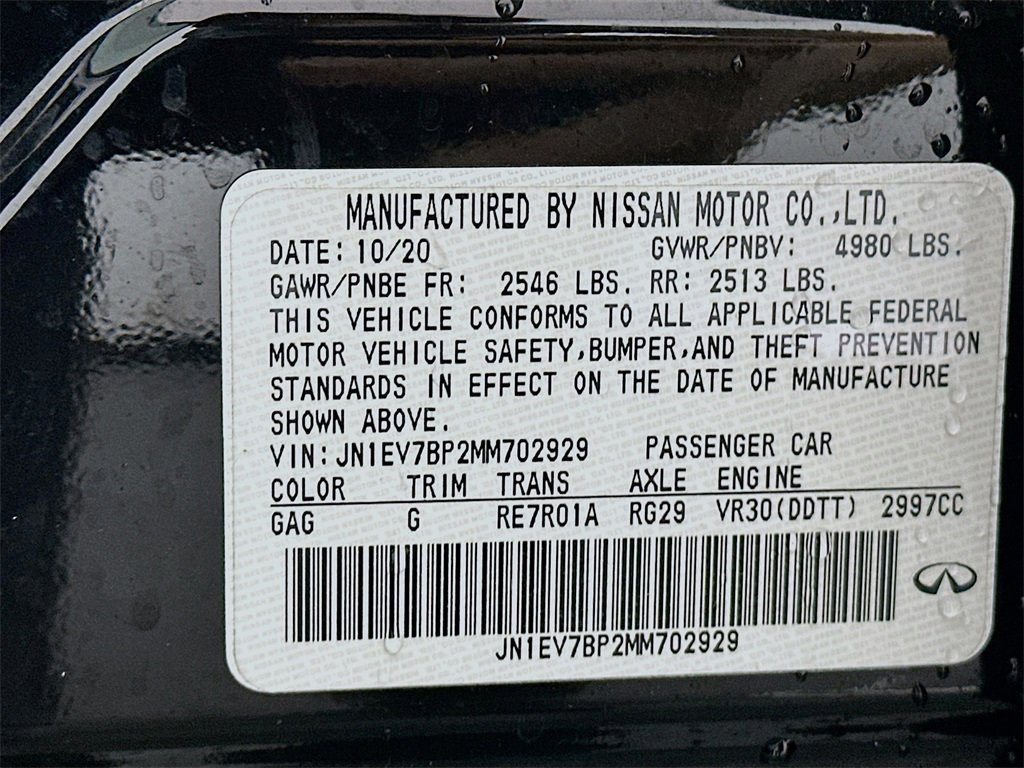 MANUFACTURED BY NISSAN MOTOR CO.,LTD.
DATE: 10/20 GVWR/PNBV: 4980 LBS.
GAWR/PNBE FR: 2546 LBS. RR: 2513 LBS.
THIS VEHICLE CONFORMS TO ALL APPLICABLE FEDERAL
MOTOR VEHICLE SAFETY,BUMPER,AND THEFT PREVENTION
STANDARDS IN EFFECT ON THE DATE OF MANUFACTURE
SHOWN ABOVE.
VIN:JN1EV7BP2MM702929 PASSENGER CAR
COLOR TRIM TRANS AXLE ENGINE
GAG G RE7R01A RG29 VR30(DDTT) 2997CC
JN1EV7BP2MM702929